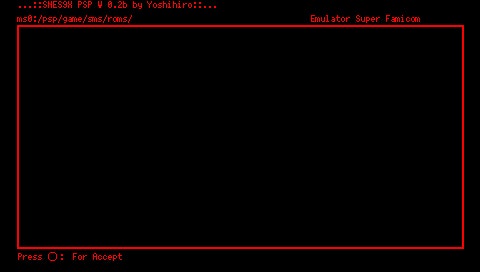 ...::SNES9X PSP V 0.2b by Yoshihiro::...
ms0:/psp/game/sms/roms/ Emulator Super Famicom
Press ◯: For Accept